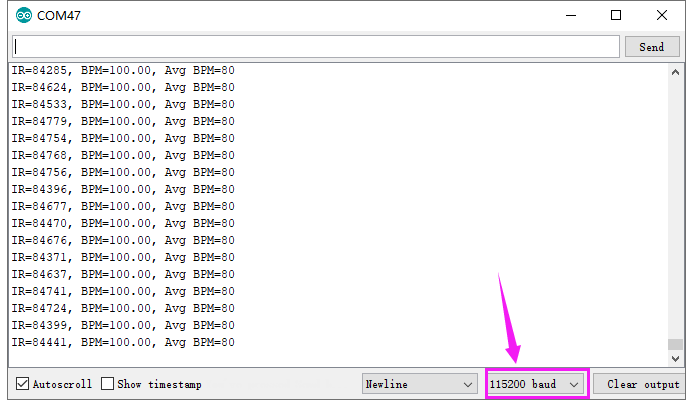 COM47
Send
IR=84285, BPM=100.00, Avg BPM=80
IR=84624, BPM=100.00, Avg BPM=80
IR=84533, BPM=100.00, Avg BPM=80
IR=84779, BPM=100.00, Avg BPM=80
IR=84754, BPM=100.00, Avg BPM=80
IR=84768, BPM=100.00, Avg BPM=80
IR=84756, BPM=100.00, Avg BPM=80
IR=84396, BPM=100.00, Avg BPM=80
IR=84677, BPM=100.00, Avg BPM=80
IR=84470, BPM=100.00, Avg BPM=80
IR=84676, BPM=100.00, Avg BPM=80
IR=84371, BPM=100.00, Avg BPM=80
IR=84637, BPM=100.00, Avg BPM=80
IR=84741, BPM=100.00, Avg BPM=80
IR=84724, BPM=100.00, Avg BPM=80
IR=84399, BPM=100.00, Avg BPM=80
IR=84441, BPM=100.00, Avg BPM=80
Autoscroll Show timestamp Newline 115200 baud Clear output